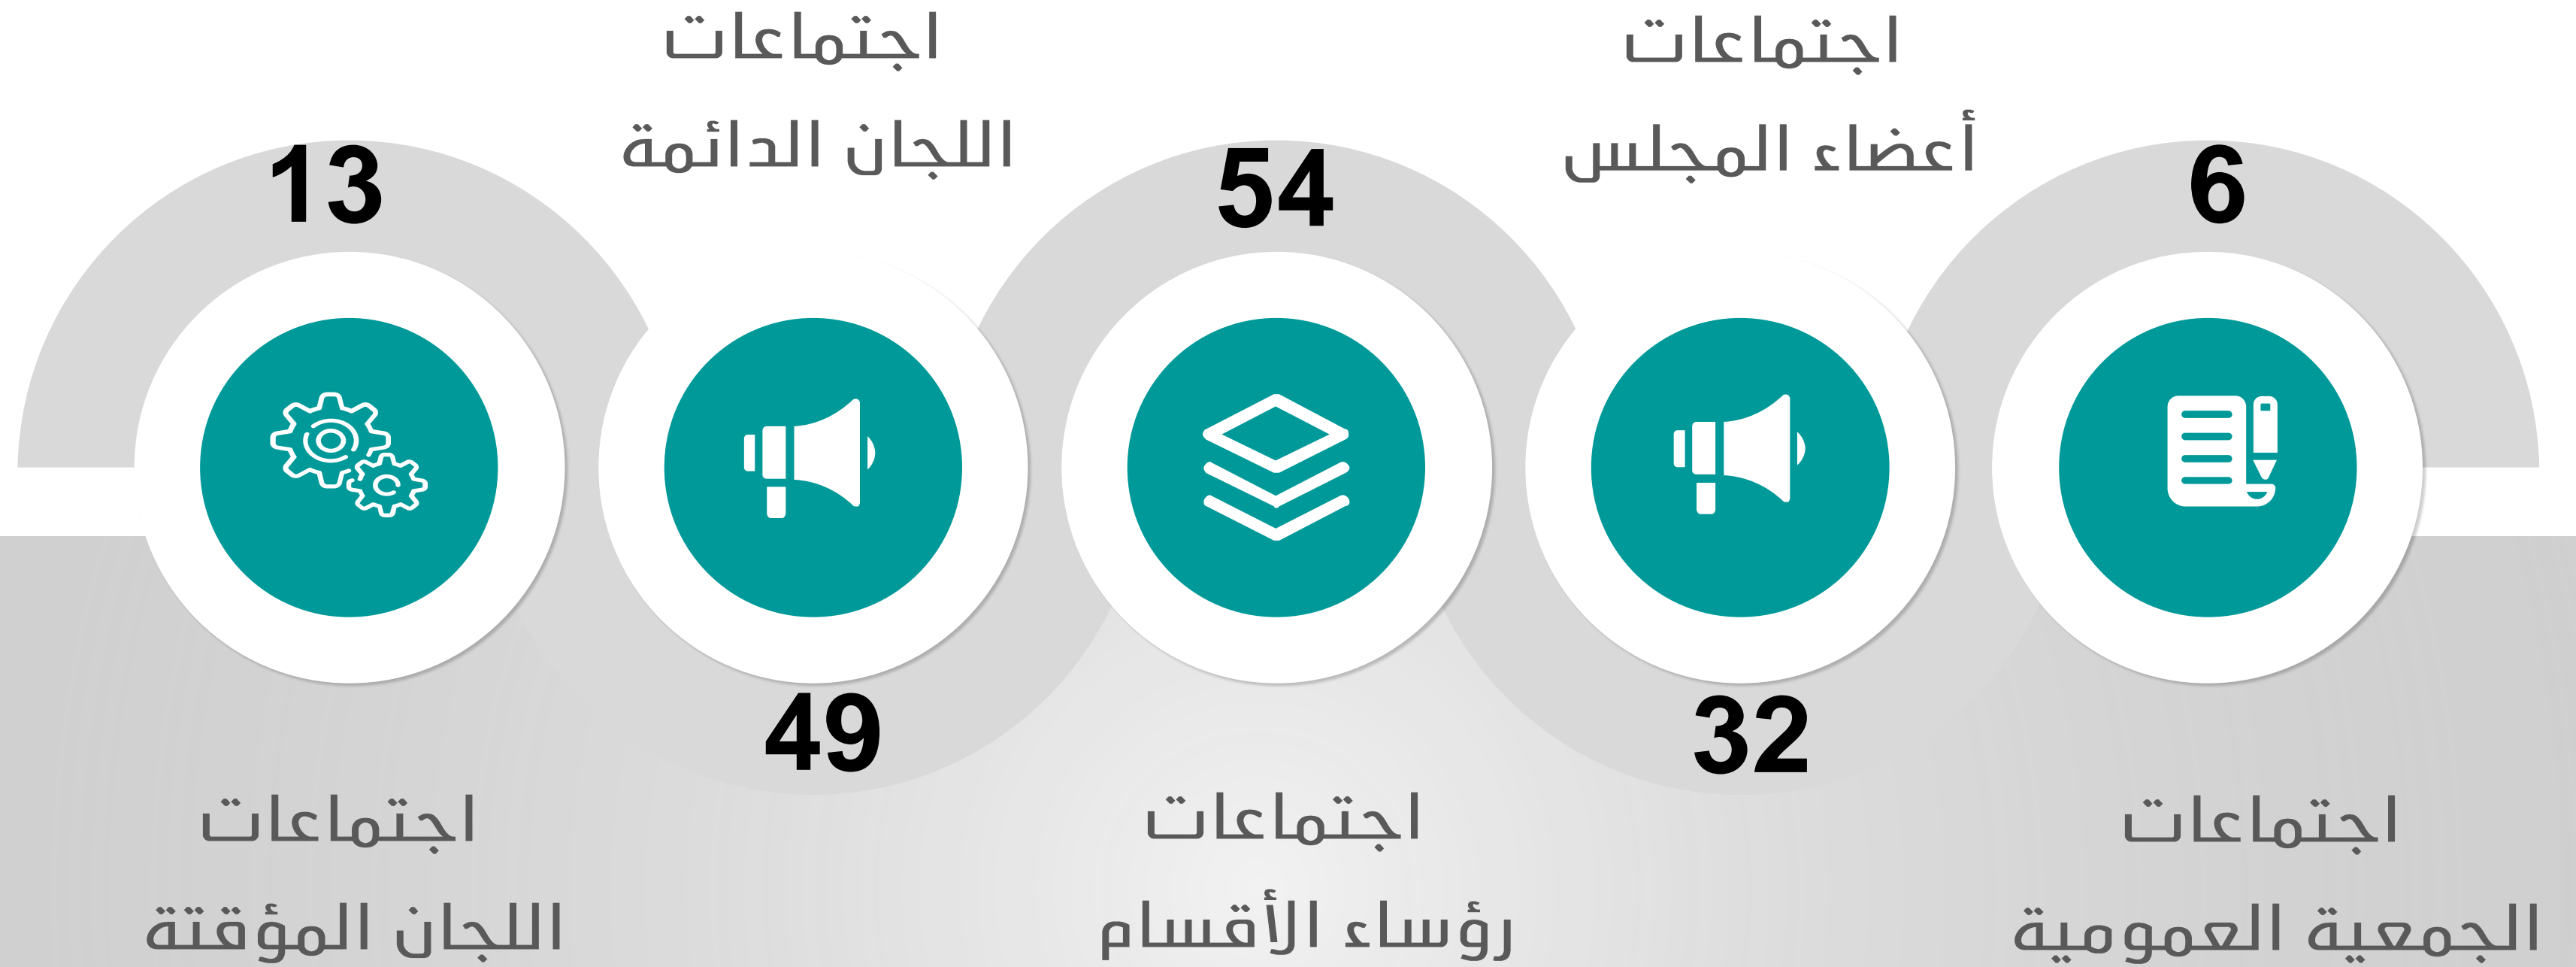 6
اجتماعات
الجمعية العمومية
اجتماعات
أعضاء المجلس
32
54
اجتماعات
رؤساء الأقسام
اجتماعات
اللجان الدائمة
49
13
اجتماعات
اللجان المؤقتة